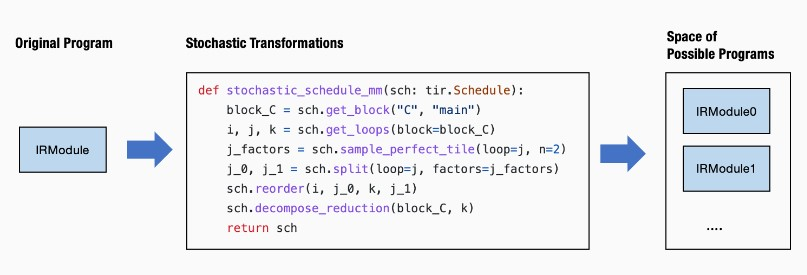 Original Program
Stochastic Transformations
Space of
Possible Programs
IRModule
def stochastic_schedule_mm(sch: tir.Schedule):
    block_C = sch.get_block("C", "main")
    i, j, k = sch.get_loops(block=block_C)
    j_factors = sch.sample_perfect_tile(loop=j, n=2)
    j_0, j_1 = sch.split(loop=j, factors=j_factors)
    sch.reorder(i, j_0, k, j_1)
    sch.decompose_reduction(block_C, k)
    return sch
IRModule0
IRModule1
....